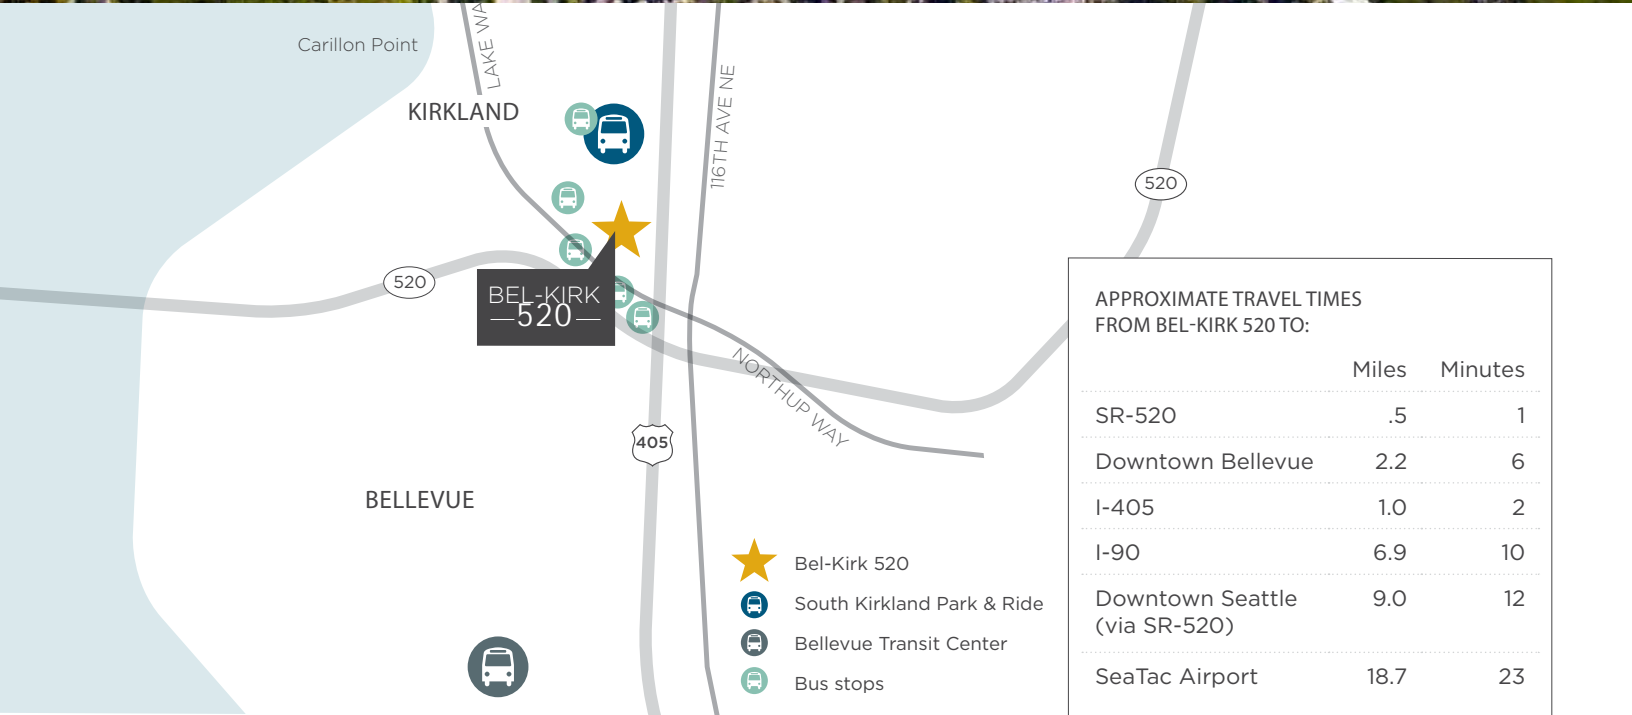 Carillon Point
LAKE WA
KIRKLAND
116TH AVE NE
520
520
BEL-KIRK
520
NORTHUP WAY
405
BELLEVUE
Bel-Kirk 520
South Kirkland Park & Ride
Bellevue Transit Center
Bus stops
APPROXIMATE TRAVEL TIMES
FROM BEL-KIRK 520 TO:
Miles Minutes
SR-520 .5 1
Downtown Bellevue 2.2 6
I-405 1.0 2
I-90 6.9 10
Downtown Seattle 9.0 12
(via SR-520)
SeaTac Airport 18.7 23